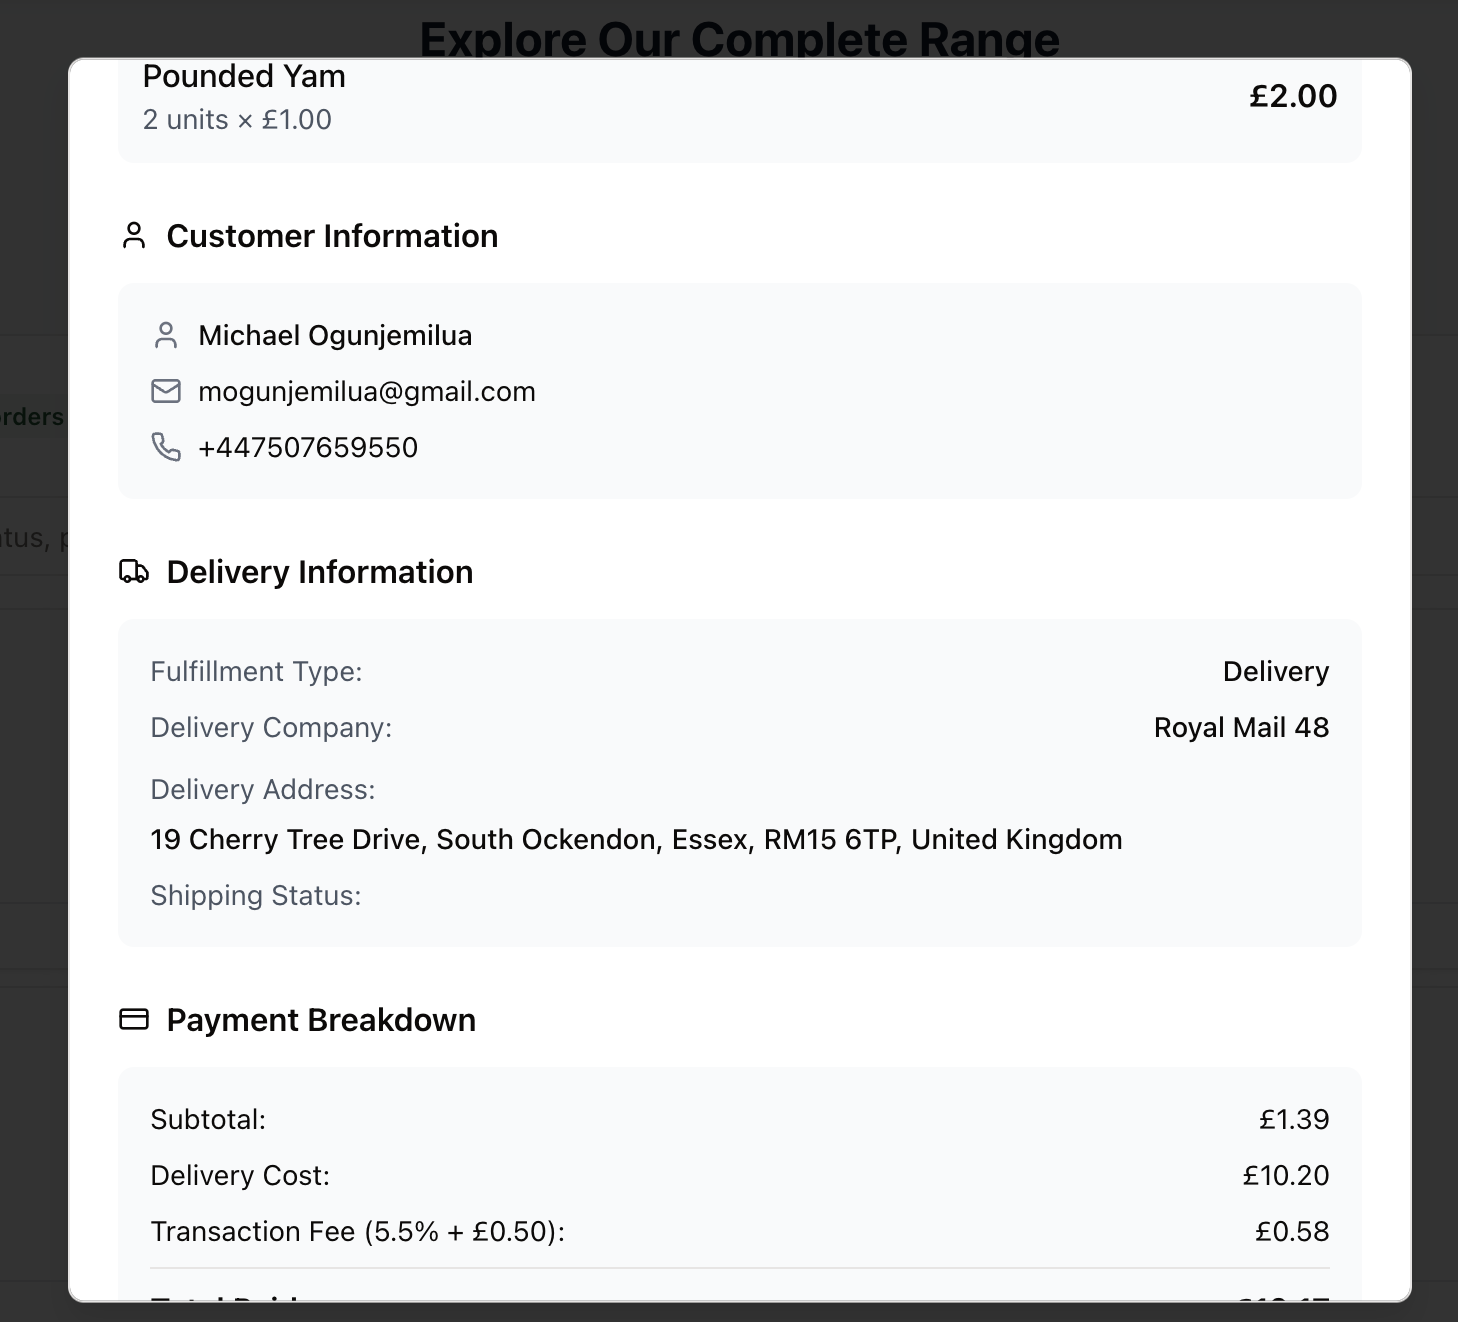 Explore Our Complete Range
Pounded Yam
£2.00
2 units × £1.00
Customer Information
Michael Ogunjemilua
mogunjemilua@gmail.com
orders
+447507659550
Delivery Information
Fulfillment Type: Delivery
Delivery Company: Royal Mail 48
Delivery Address:
19 Cherry Tree Drive, South Ockendon, Essex, RM15 6TP, United Kingdom
Shipping Status:
Payment Breakdown
Subtotal: £1.39
Delivery Cost: £10.20
Transaction Fee (5.5% + £0.50): £0.58